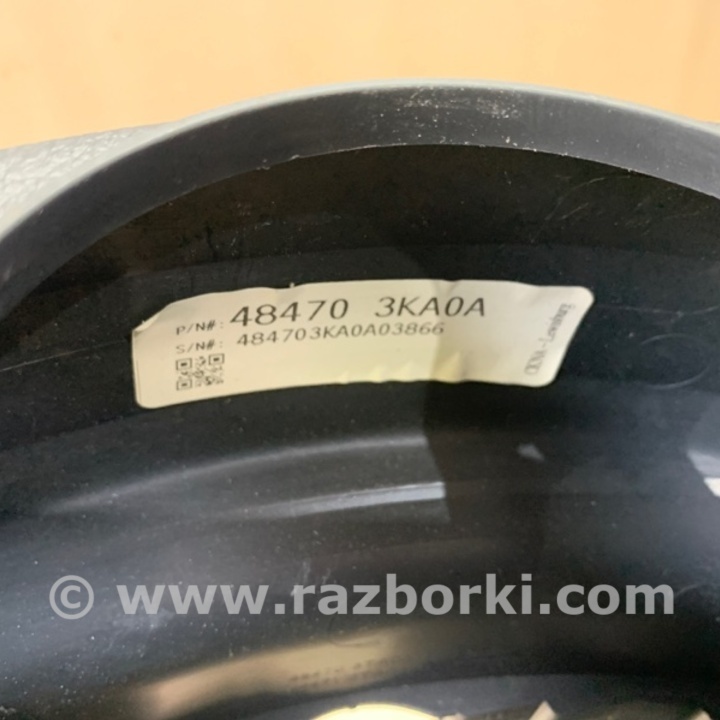 P/N#: 48470 3KA0A
S/N#: 484703KA0A03866
© www.razborki.com